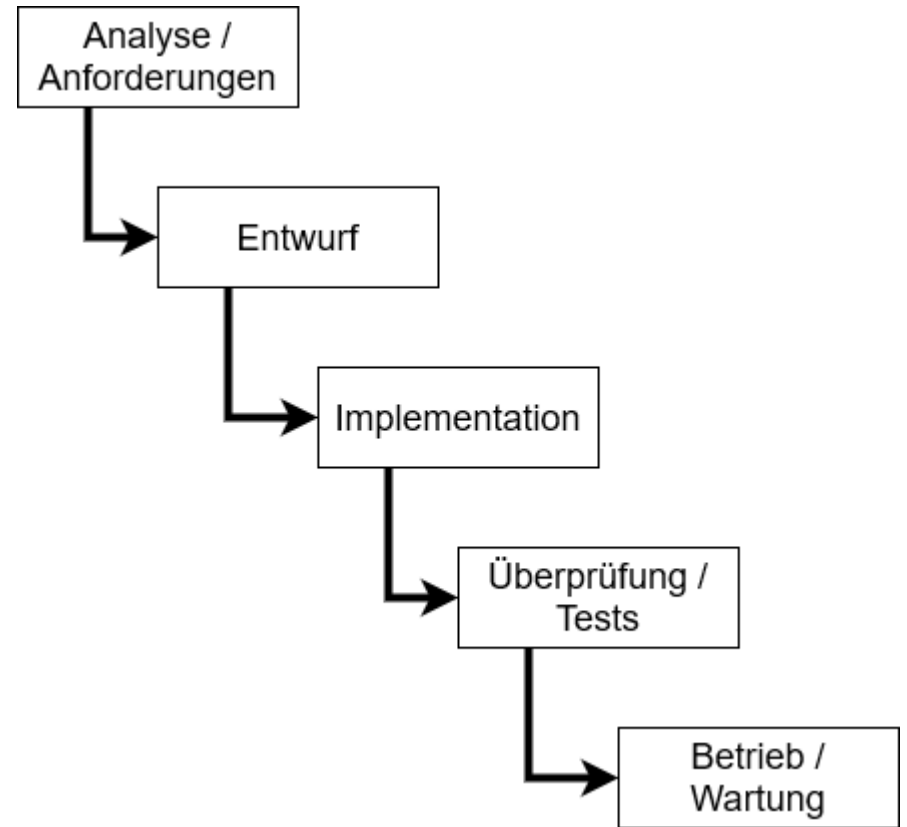 Analyse /
Anforderungen
Entwurf
Implementation
Überprüfung /
Tests
Betrieb /
Wartung